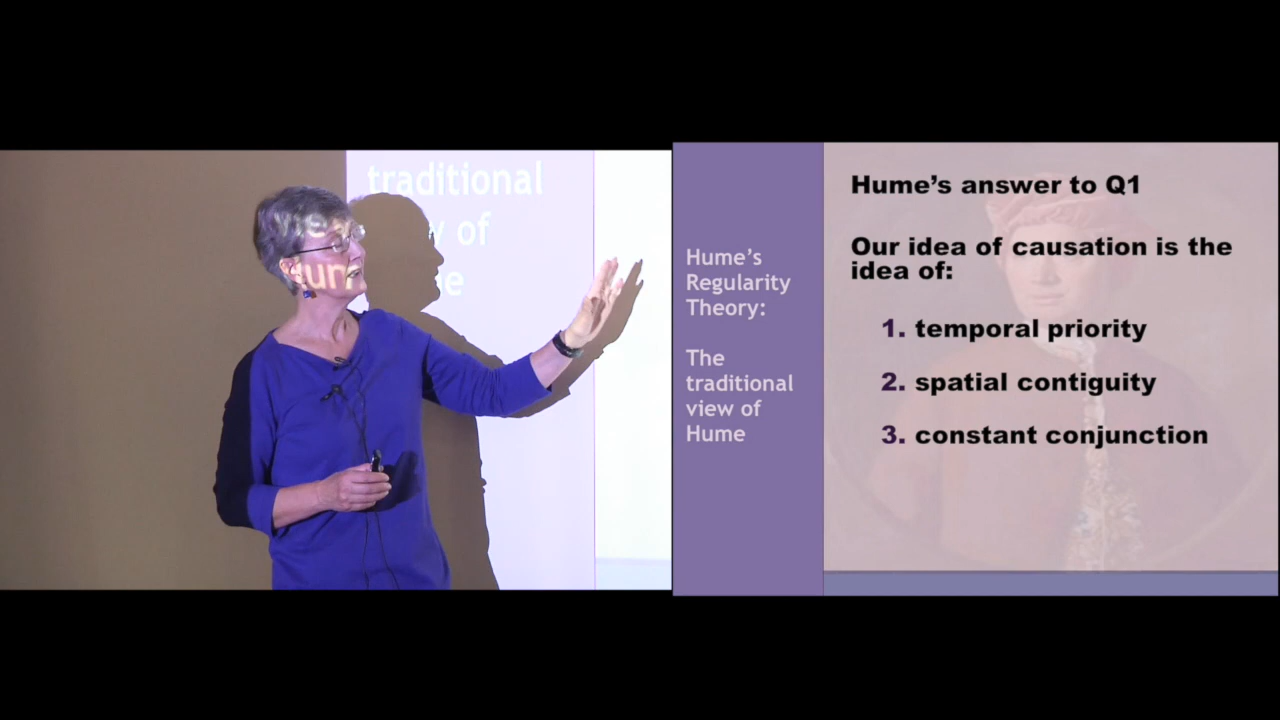 traditional
of
Hume's
Regularity
Theory:
The
traditional
view of
Hume
Hume's answer to Q1
Our idea of causation is the
idea of:
1. temporal priority
2. spatial contiguity
3. constant conjunction